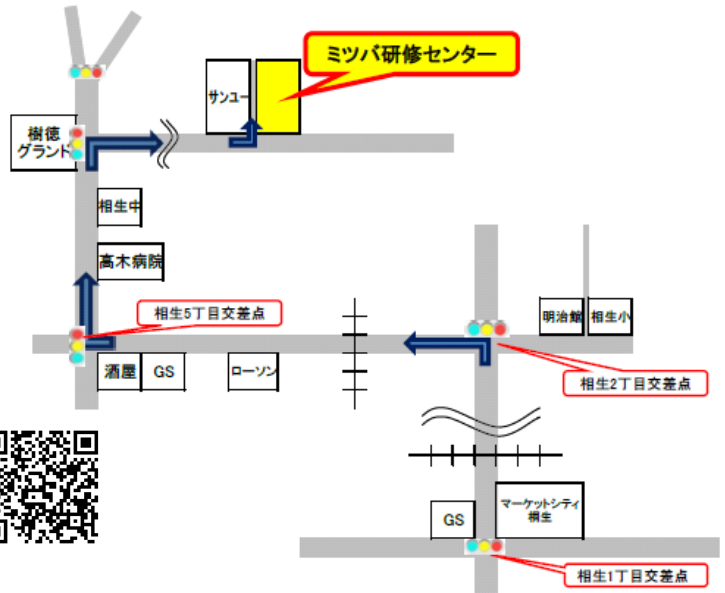 ミツバ研修センター
サンユー
樹徳
グランド
相生中
高木病院
相生5丁目交差点
明治館
相生小
酒屋
GS
ローソン
相生2丁目交差点
マーケットシティ
桐生
GS
相生1丁目交差点